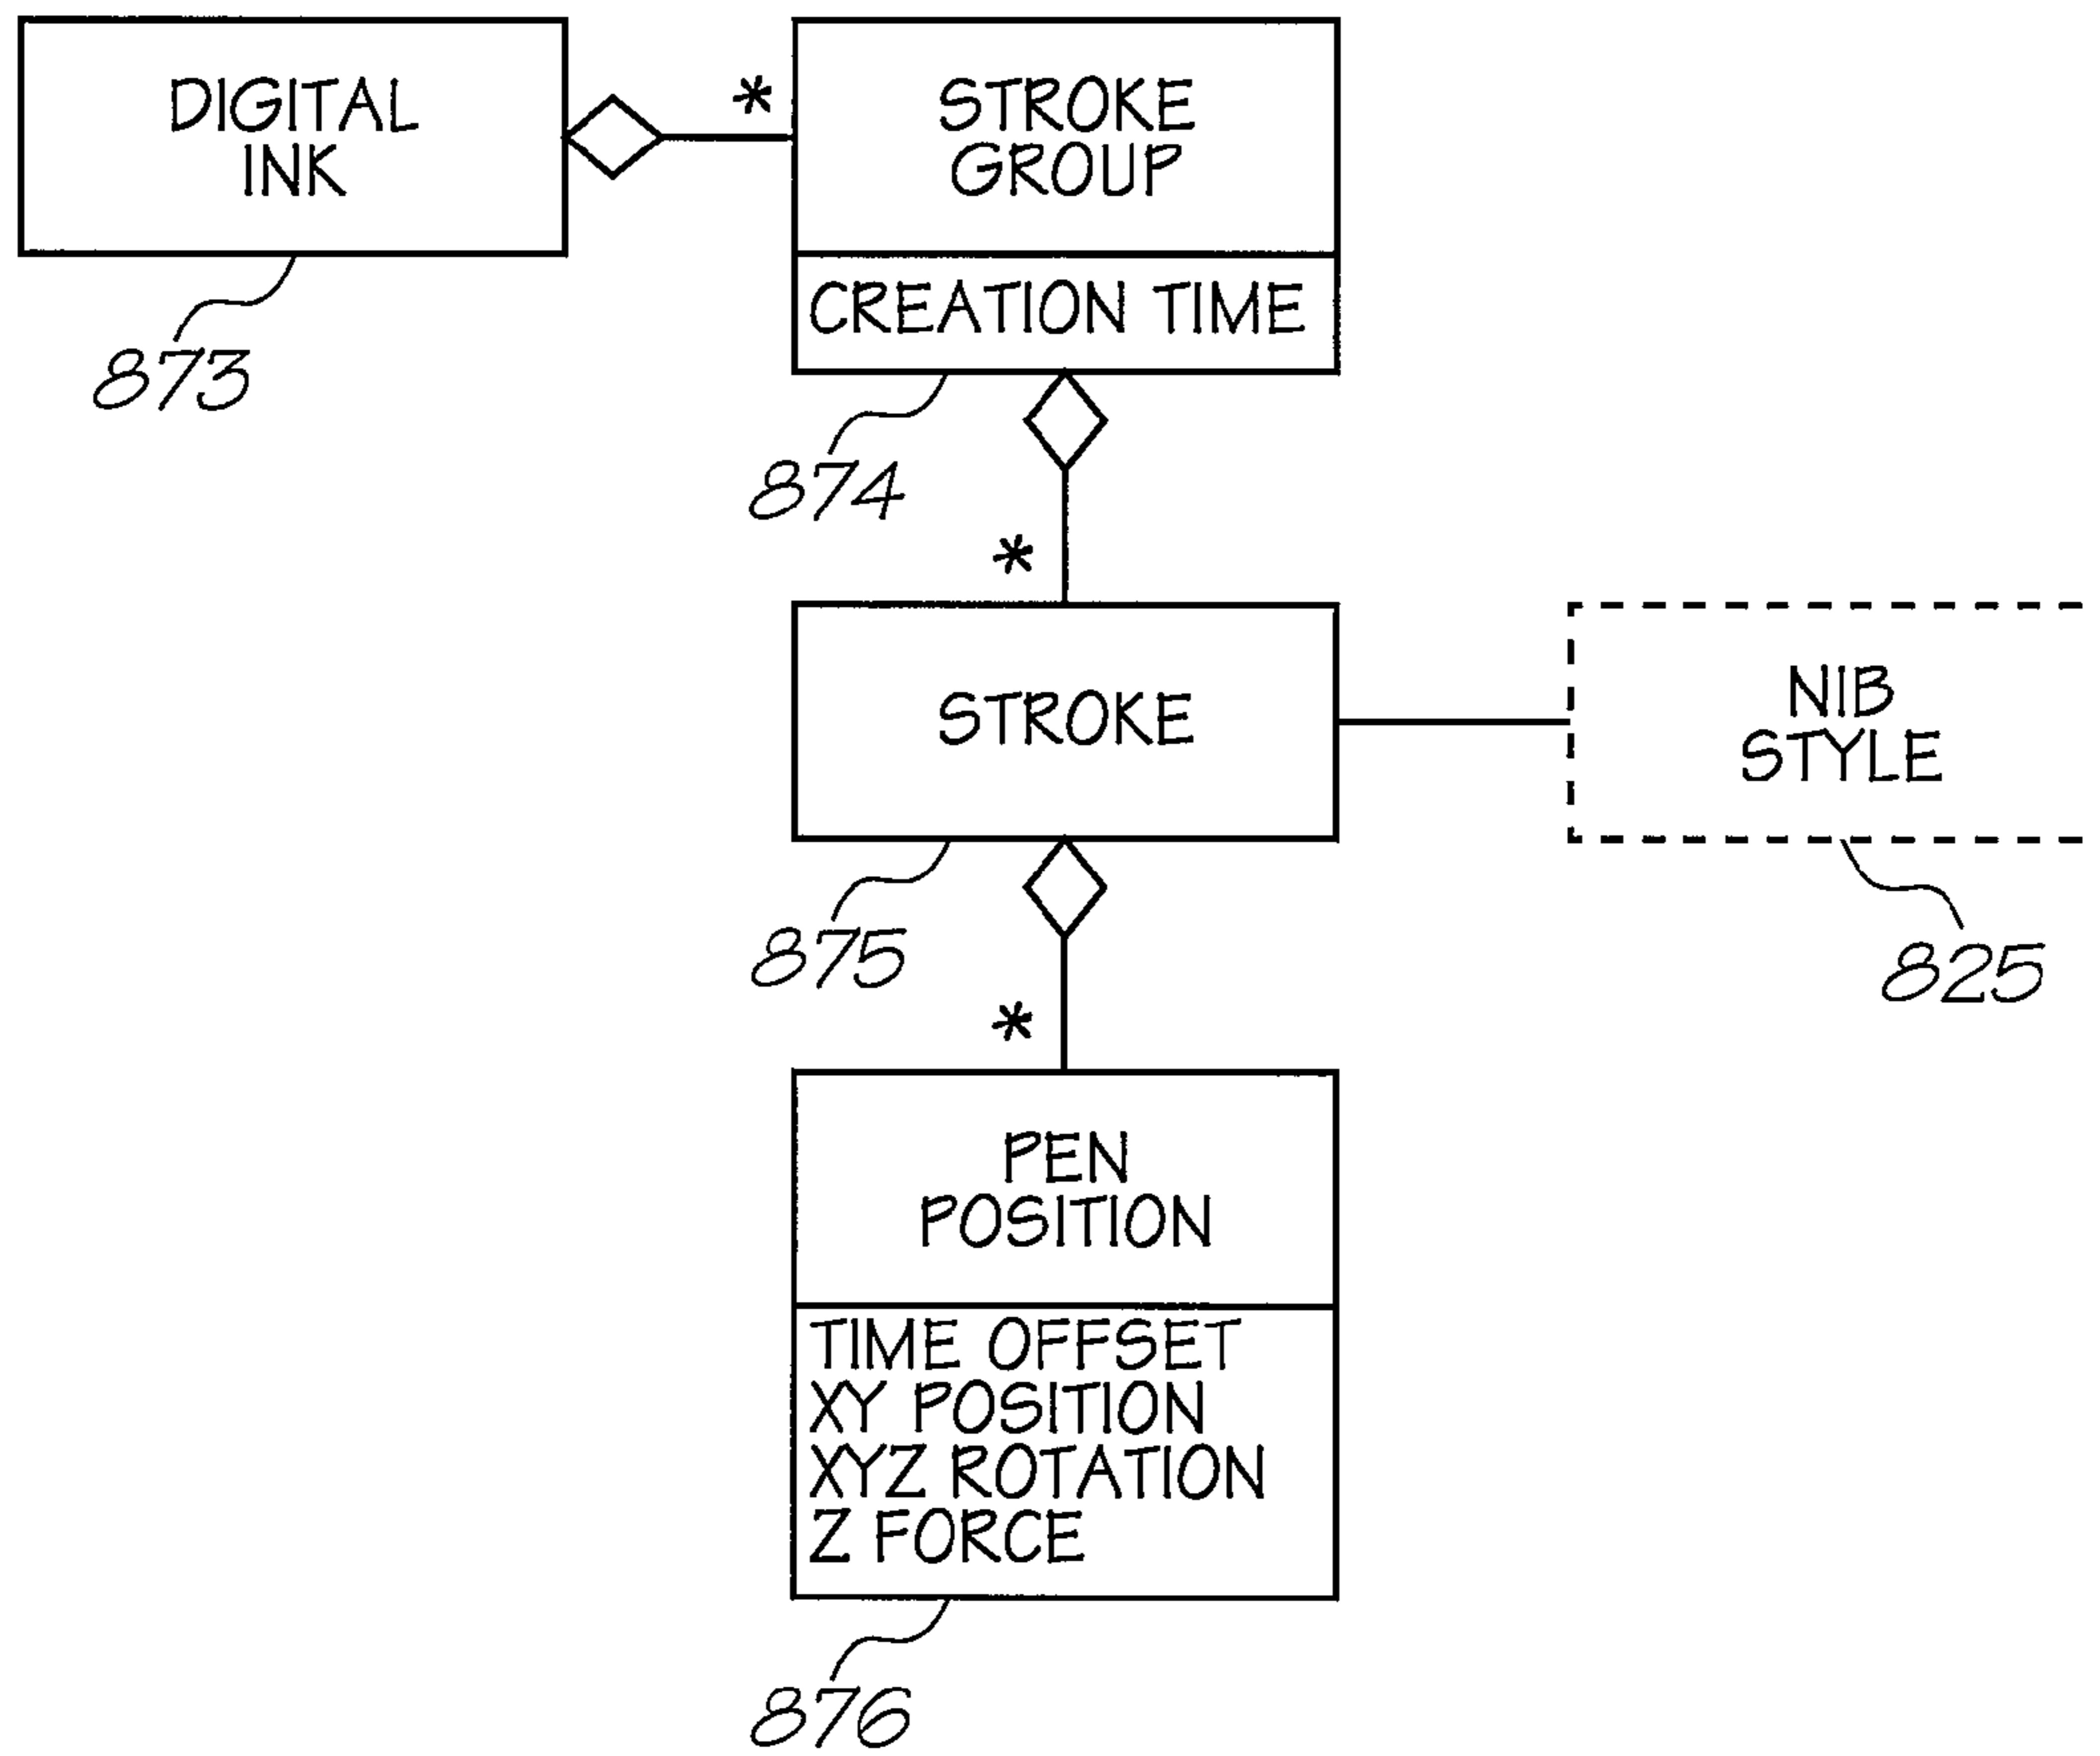 DIGITAL
INK
*
STROKE
GROUP
CREATION TIME
873
874
*
STROKE
NIB
STYLE
875
825
*
PEN
POSITION
TIME OFFSET
XY POSITION
XYZ ROTATION
Z FORCE
876